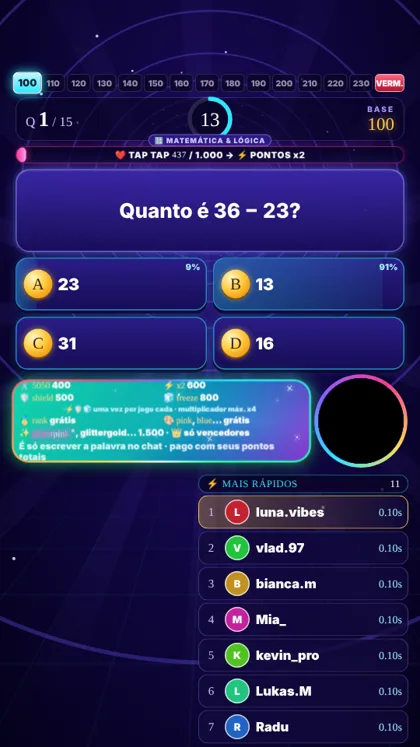 100 110 120 130 140 150 160 170 180 190 200 210 220 230 VERM.
Q 1 / 15
13
BASE
100
MATEMÁTICA & LÓGICA
❤️ TAP TAP 437 / 1.000 → ⚡ PONTOS x2
Quanto é 36 − 23?
A 23 9%
B 13 91%
C 31
D 16
5050 400 ⚡ x2 600
shield 500 freeze 800
uma vez por jogo cada · multiplicador máx. x4
rank grátis 🎨 pink, blue... grátis
glittergold... 1.500 · 👑 só vencedores
É só escrever a palavra no chat · pago com seus pontos
totais
⚡ MAIS RÁPIDOS 11
1 L luna.vibes 0.10s
2 V vlad.97 0.10s
3 B bianca.m 0.10s
4 M Mia_ 0.10s
5 K kevin_pro 0.10s
6 L Lukas.M 0.10s
7 R Radu 0.10s